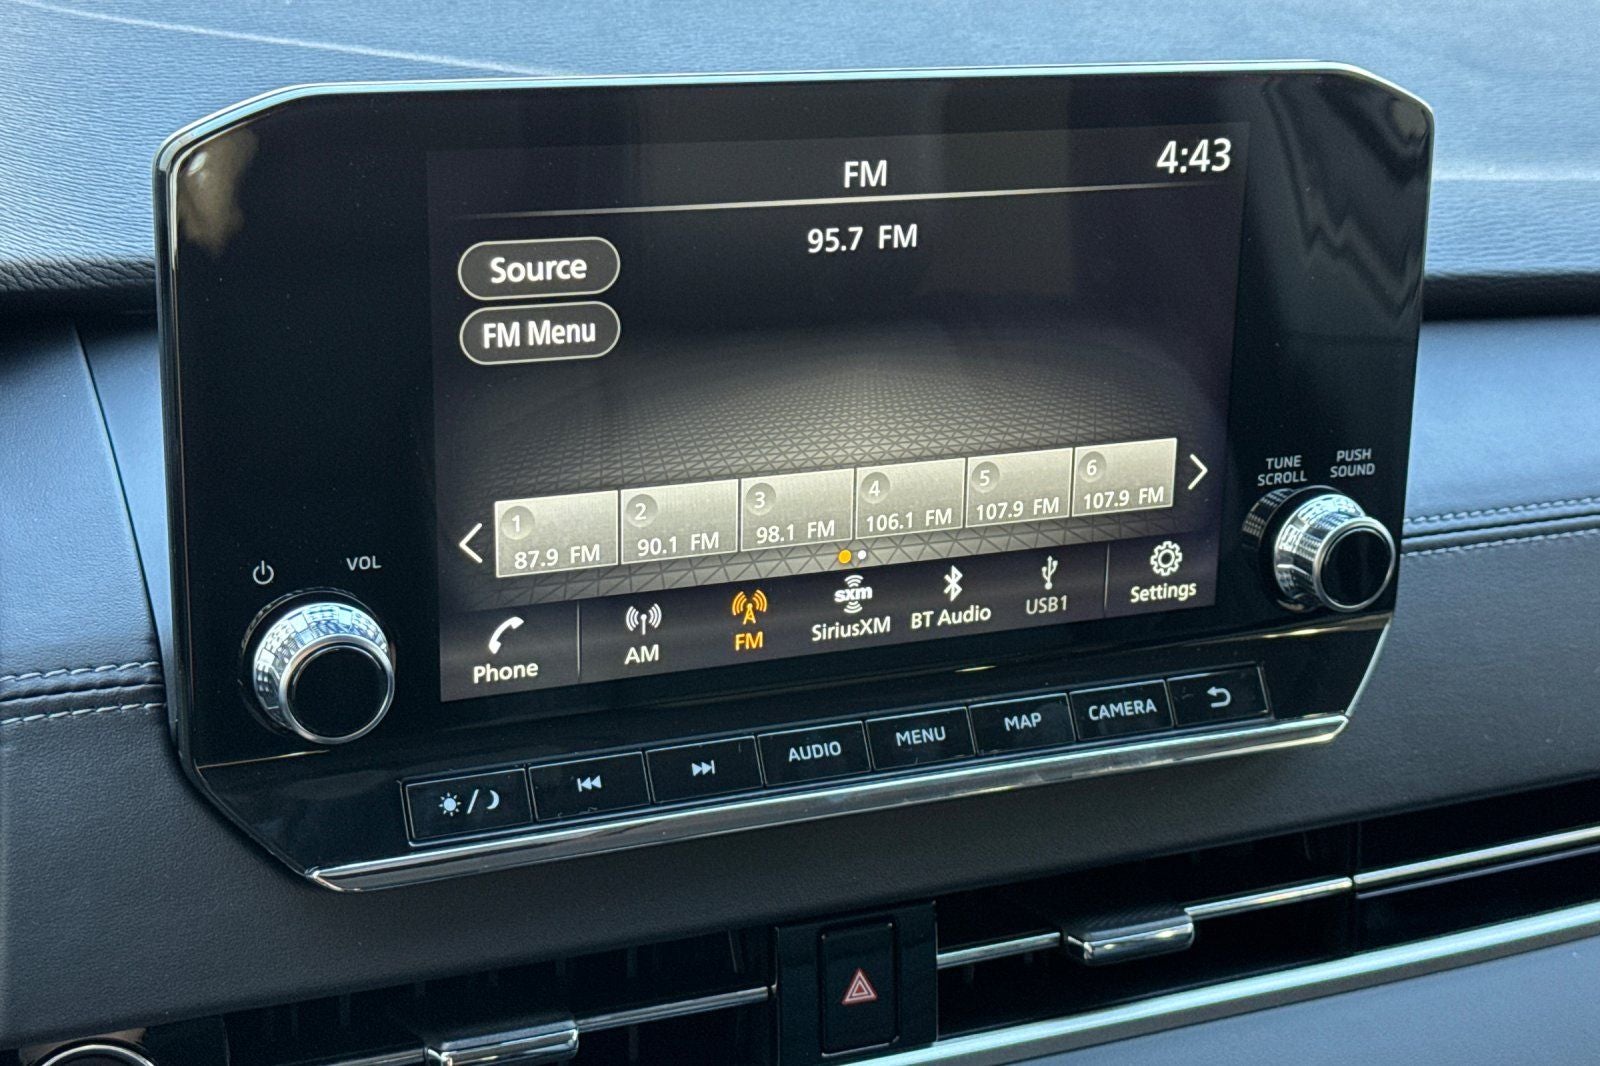 FM
4:43
95.7 FM
Source
FM Menu
1
87.9 FM
2
90.1 FM
3
98.1 FM
4
106.1 FM
5
107.9 FM
6
107.9 FM
Phone
AM
FM
sxm
SiriusXM
BT Audio
USB1
Settings
VOL
TUNE
SCROLL
PUSH
SOUND
AUDIO
MENU
MAP
CAMERA